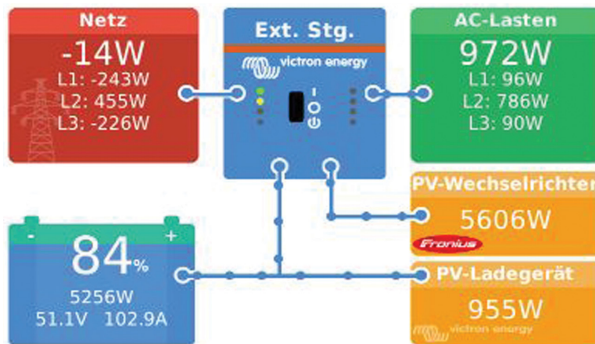 Netz
-14W
L1: -243W
L2: 455W
L3: -226W
Ext. Stg.
victron energy
AC-Lasten
972W
L1: 96W
L2: 786W
L3: 90W
PV-Wechselrichter
5606W
Fronius
- +
84%
5256W
51.1V 102.9A
PV-Ladegerät
955W
victron energy